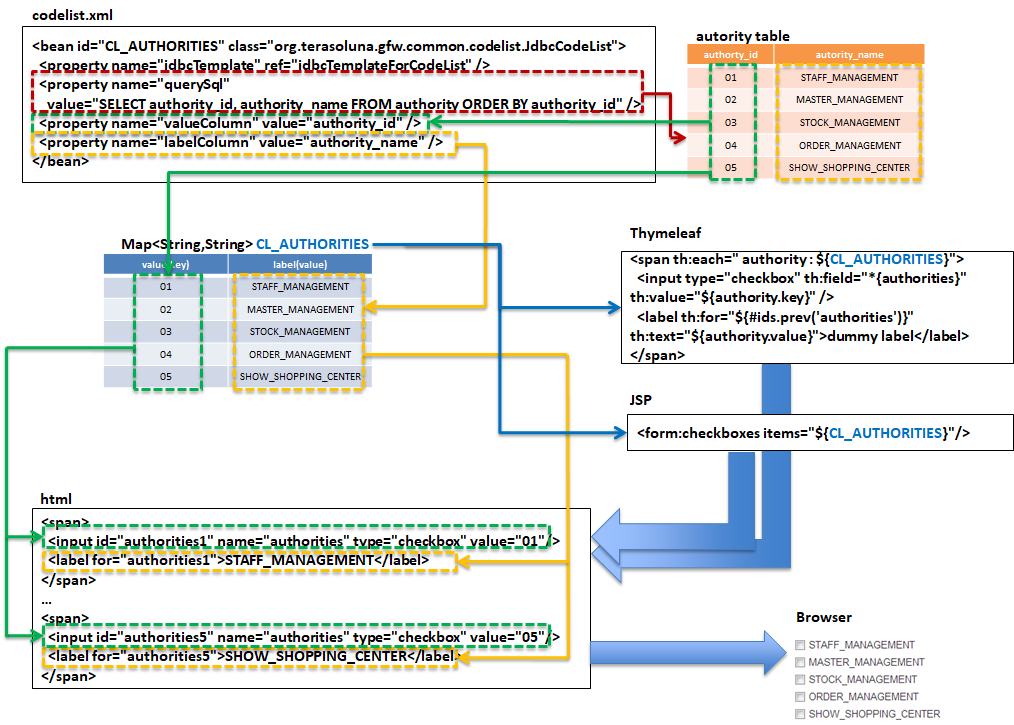 codelist.xml
<bean id="CL_AUTHORITIES" class="org.terasoluna.gfw.common.codelist.JdbcCodeList">
<property name="jdbcTemplate" ref="jdbcTemplateForCodeList" />
<property name="querySql"
value="SELECT authority_id, authority_name FROM authority ORDER BY authority_id" />
<property name="valueColumn" value="authority_id" />
<property name="labelColumn" value="authority_name" />
</bean>
autority table
authorty_id autority_name
01 STAFF_MANAGEMENT
02 MASTER_MANAGEMENT
03 STOCK_MANAGEMENT
04 ORDER_MANAGEMENT
05 SHOW_SHOPPING_CENTER
Map<String,String> CL_AUTHORITIES
value(key) label(value)
01 STAFF_MANAGEMENT
02 MASTER_MANAGEMENT
03 STOCK_MANAGEMENT
04 ORDER_MANAGEMENT
05 SHOW_SHOPPING_CENTER
Thymeleaf
<span th:each=" authority : ${CL_AUTHORITIES}">
<input type="checkbox" th:field="*{authorities}"
th:value="${authority.key}" />
<label th:for="${#ids.prev('authorities')}"
th:text="${authority.value}">dummy label</label>
</span>
JSP
<form:checkboxes items="${CL_AUTHORITIES}"/>
html
<span>
<input id="authorities1" name="authorities" type="checkbox" value="01"/>
<label for="authorities1">STAFF_MANAGEMENT</label>
</span>
...
<span>
<input id="authorities5" name="authorities" type="checkbox" value="05"/>
<label for="authorities5">SHOW_SHOPPING_CENTER</label>
</span>
Browser
STAFF_MANAGEMENT
MASTER_MANAGEMENT
STOCK_MANAGEMENT
ORDER_MANAGEMENT
SHOW_SHOPPING_CENTER